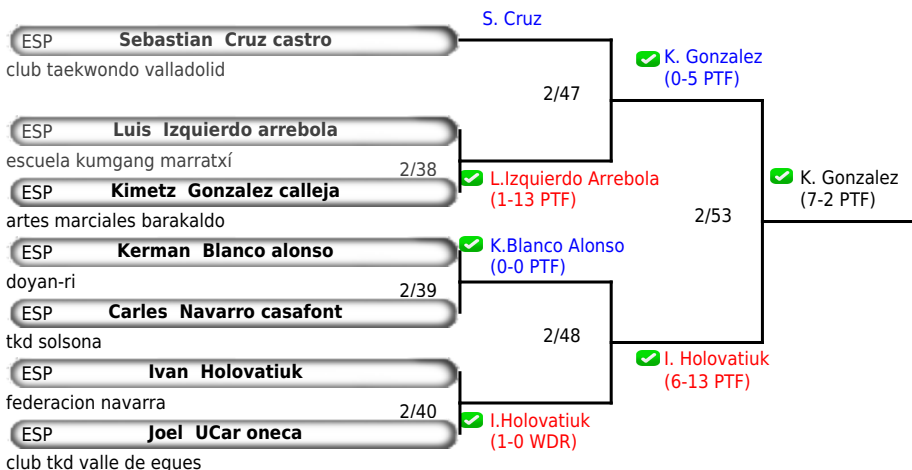 S. Cruz
ESP Sebastian Cruz castro
club taekwondo valladolid
K. Gonzalez
(0-5 PTF)
2/47
ESP Luis Izquierdo arrebola
escuela kumgang marratxí
2/38
L.Izquierdo Arrebola
(1-13 PTF)
ESP Kimetz Gonzalez calleja
artes marciales barakaldo
K. Gonzalez
(7-2 PTF)
2/53
ESP Kerman Blanco alonso
doyan-ri
K.Blanco Alonso
(0-0 PTF)
2/39
ESP Carles Navarro casafont
tkd solsona
2/48
I. Holovatiuk
(6-13 PTF)
ESP Ivan Holovatiuk
federacion navarra
2/40
I.Holovatiuk
(1-0 WDR)
ESP Joel UCar oneca
club tkd valle de egues